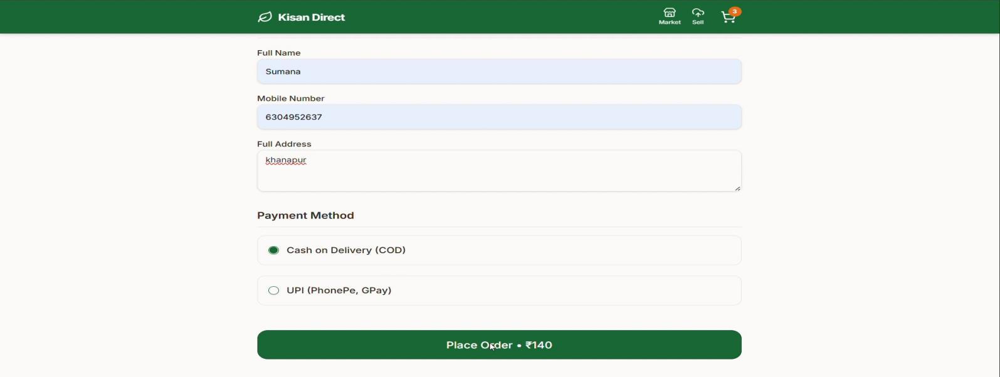 Kisan Direct
Market
Sell
3
Full Name
Sumana
Mobile Number
6304952637
Full Address
khanapur
Payment Method
Cash on Delivery (COD)
UPI (PhonePe, GPay)
Place Order • ₹140